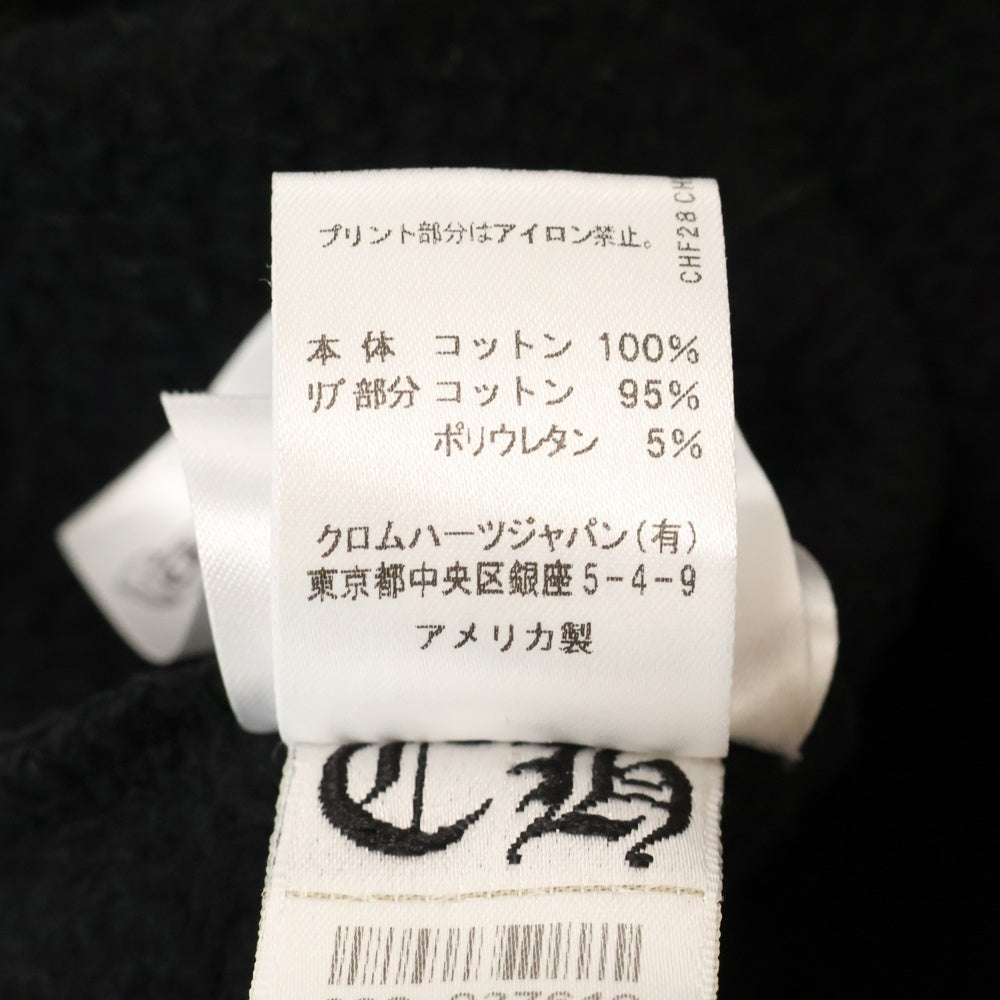 プリント部分はアイロン禁止。
CHF28 CH
本体 コットン 100%
リブ部分 コットン 95%
ポリウレタン 5%
クロムハーツジャパン(有)
東京都中央区銀座5-4-9
アメリカ製
CH